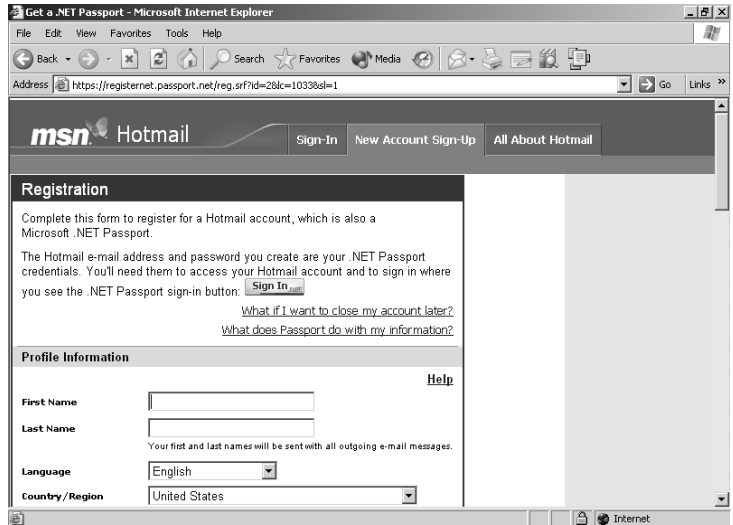 Get a .NET Passport - Microsoft Internet Explorer
File Edit View Favorites Tools Help
Back Search Favorites Media
Address https://registernet.passport.net/reg.srf?id=2&lc=1033&sl=1 Go Links »
msn Hotmail Sign-In New Account Sign-Up All About Hotmail
Registration
Complete this form to register for a Hotmail account, which is also a
Microsoft .NET Passport.
The Hotmail e-mail address and password you create are your .NET Passport
credentials. You'll need them to access your Hotmail account and to sign in where
you see the .NET Passport sign-in button: Sign In .net
What if I want to close my account later?
What does Passport do with my information?
Profile Information
Help
First Name
Last Name
Your first and last names will be sent with all outgoing e-mail messages.
Language English
Country/Region United States
Internet